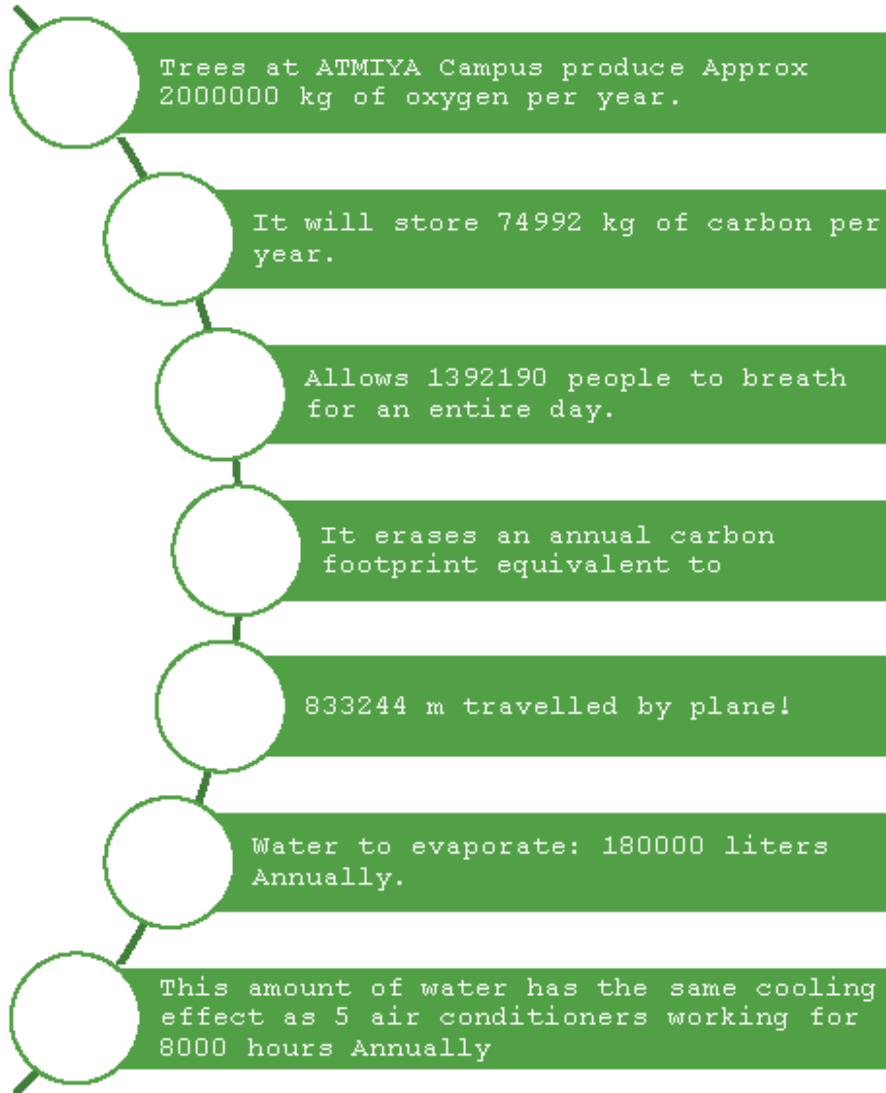 Trees at ATMIYA Campus produce Approx
2000000 kg of oxygen per year.
It will store 74992 kg of carbon per
year.
Allows 1392190 people to breath
for an entire day.
It erases an annual carbon
footprint equivalent to
833244 m travelled by plane!
Water to evaporate: 180000 liters
Annually.
This amount of water has the same cooling
effect as 5 air conditioners working for
8000 hours Annually